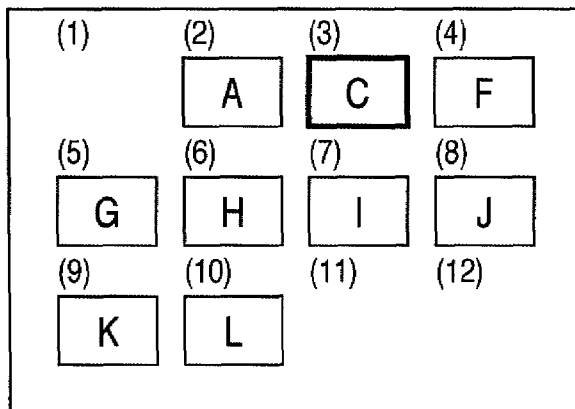 (1) (2) (3) (4)
A C F
(5) (6) (7) (8)
G H I J
(9) (10) (11) (12)
K L